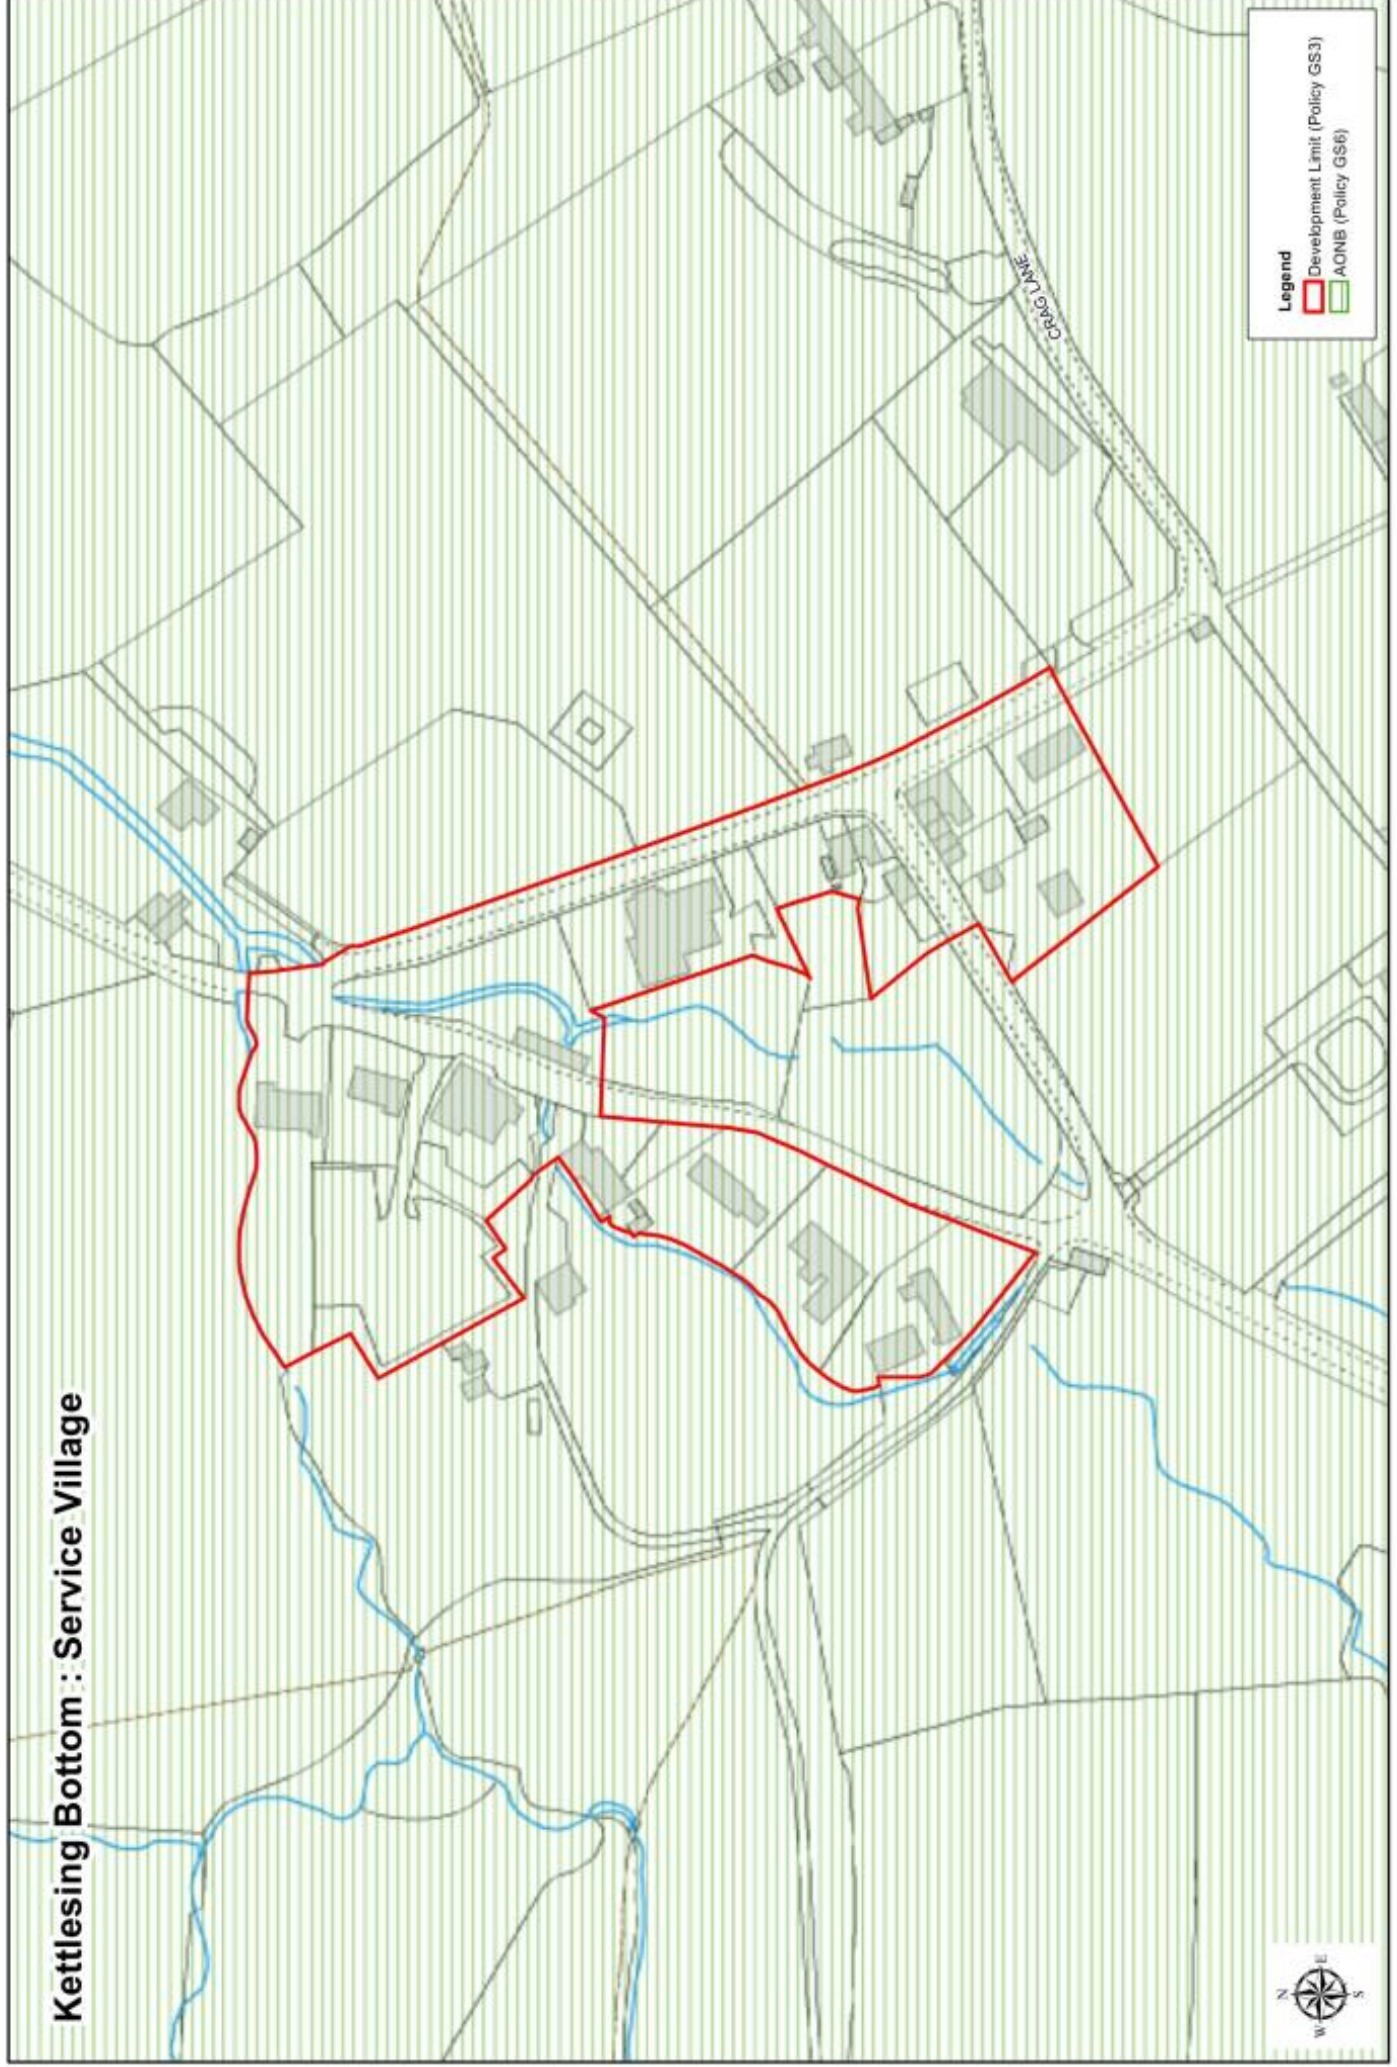 Kettlesing Bottom : Service Village
CRAG LANE
Legend
Development Limit (Policy GS3)
AONB (Policy GS6)
N
W E
S